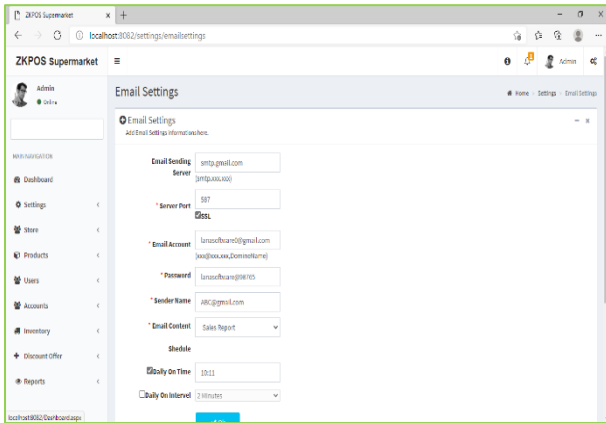 ZKPOS Supermarket
localhost:8082/settings/emailsettings
ZKPOS Supermarket
Admin
Admin
Online
Email Settings
Home
Settings
Email Settings
Email Settings
Add Email Settings informations here.
MAIN NAVIGATION
Dashboard
Settings
Store
Products
Users
Accounts
Inventory
Discount Offer
Reports
Email Sending Server
smtp.gmail.com
(smtp.xxx.xxx)
* Server Port
587
SSL
* Email Account
lanasoftware0@gmail.com
(xxx@xxx.xxx,DomineName)
* Password
lanasoftware@98765
* Sender Name
ABC@gmail.com
* Email Content
Sales Report
Shedule
Daily On Time
10:11
Daily On Intervel
2 Minutes
localhost:8082/Dashboard.aspx